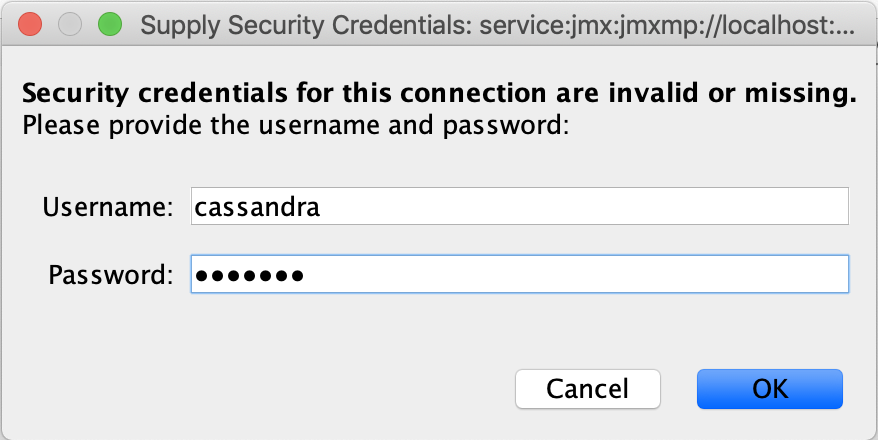 Supply Security Credentials: service:jmx:jmxmp://localhost:...
Security credentials for this connection are invalid or missing.
Please provide the username and password:
Username: cassandra
Password: •••••••
Cancel OK